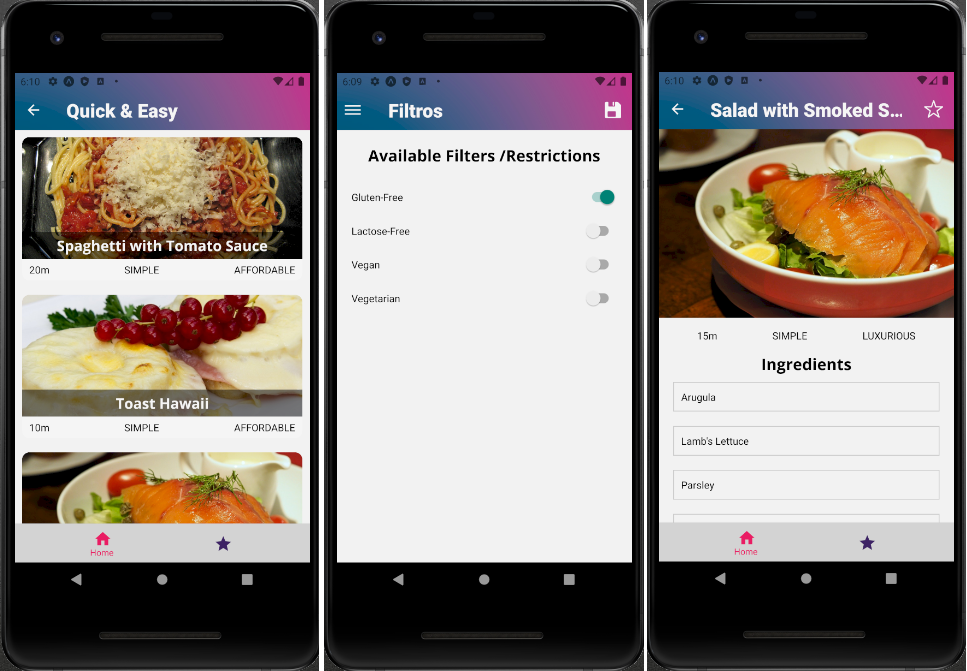 6:10
Quick & Easy
Spaghetti with Tomato Sauce
20m SIMPLE AFFORDABLE
Toast Hawaii
10m SIMPLE AFFORDABLE
Home
6:09
Filtros
Available Filters /Restrictions
Gluten-Free
Lactose-Free
Vegan
Vegetarian
6:10
Salad with Smoked S...
15m SIMPLE LUXURIOUS
Ingredients
Arugula
Lamb's Lettuce
Parsley
Home